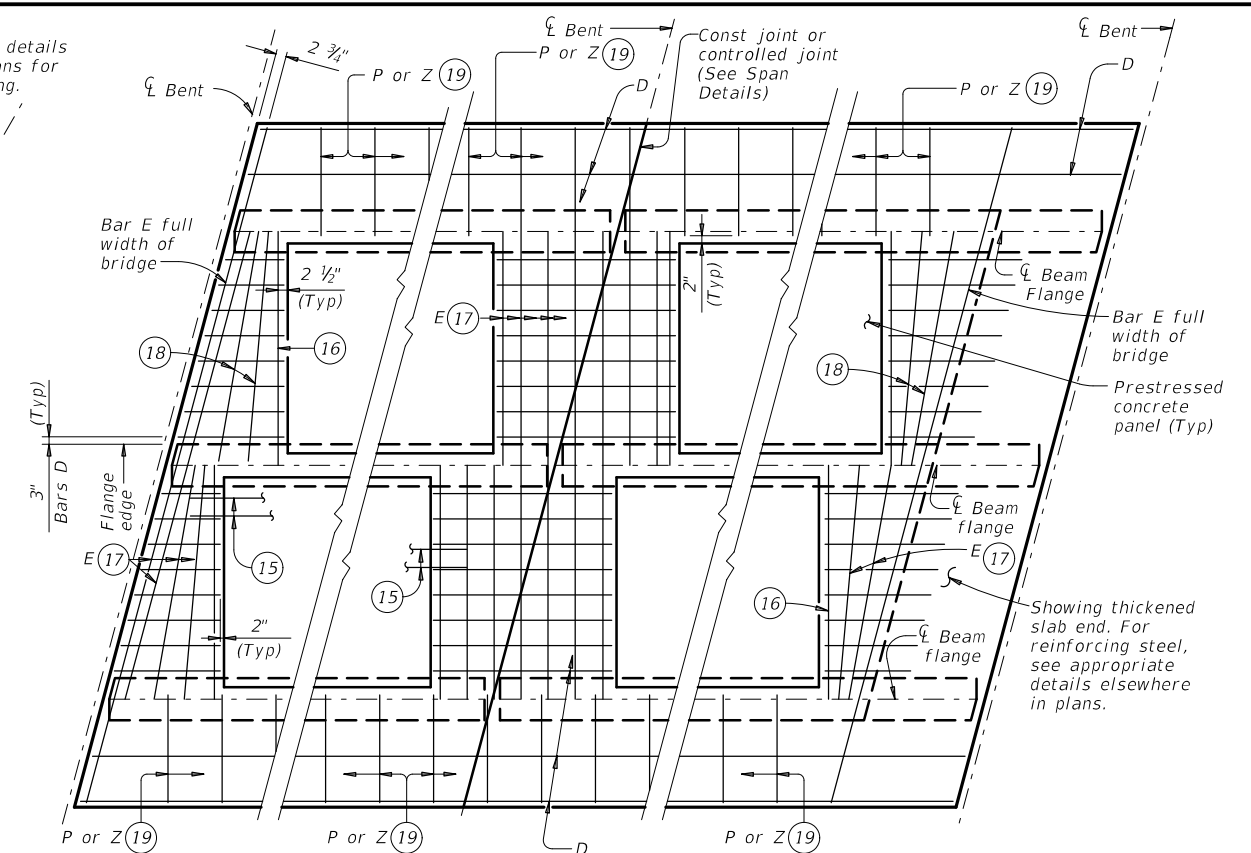 details
ns for
ng.
2 ¾"
℄ Bent
P or Z 19
℄ Bent
P or Z 19
D
Const joint or
controlled joint
(See Span
Details)
℄ Bent
D
P or Z 19
Bar E full
width of
bridge
2 ½"
(Typ)
E 17
2"
(Typ)
℄ Beam
Flange
Bar E full
width of
bridge
18
16
18
Prestressed
concrete
panel (Typ)
(Typ)
3"
Bars D
Flange
edge
℄ Beam
flange
E 17
15
15
E 17
16
2"
(Typ)
℄ Beam
flange
Showing thickened
slab end. For
reinforcing steel,
see appropriate
details elsewhere
in plans.
P or Z 19
P or Z 19
D
P or Z 19